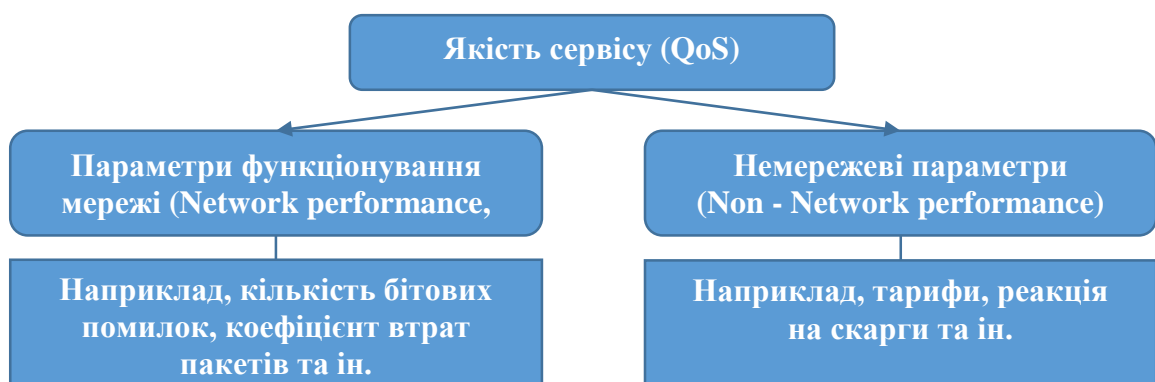 Якість сервісу (QoS)
Параметри функціонування
мережі (Network performance,
Немережеві параметри
(Non - Network performance)
Наприклад, кількість бітових
помилок, коефіцієнт втрат
пакетів та ін.
Наприклад, тарифи, реакція
на скарги та ін.